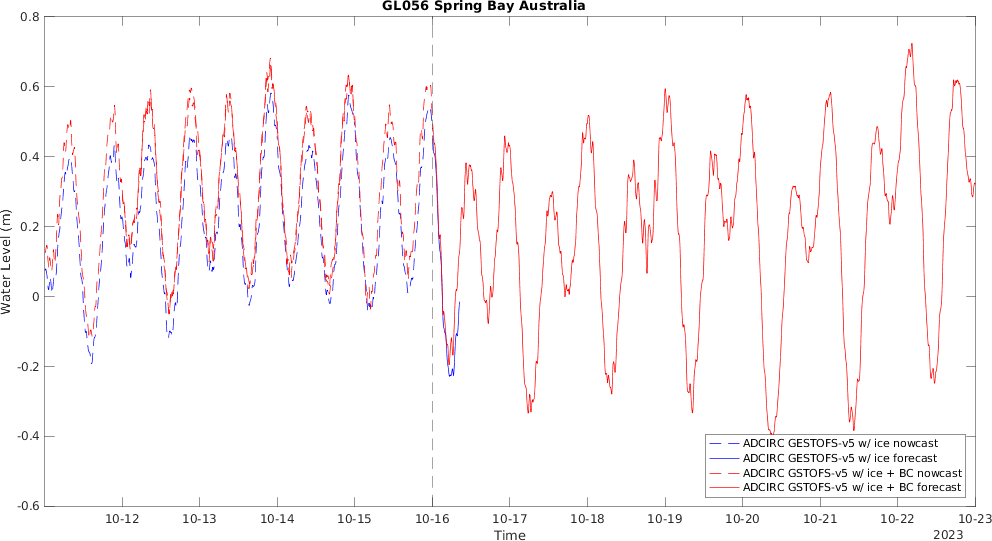 GL056 Spring Bay Australia
0.8
0.6
0.4
0.2
0
-0.2
-0.4
-0.6
Water Level (m)
ADCIRC GESTOFS-v5 w/ ice nowcast
ADCIRC GESTOFS-v5 w/ ice forecast
ADCIRC GSTOFS-v5 w/ ice + BC nowcast
ADCIRC GSTOFS-v5 w/ ice + BC forecast
10-12 10-13 10-14 10-15 10-16 10-17 10-18 10-19 10-20 10-21 10-22 10-23
Time
2023